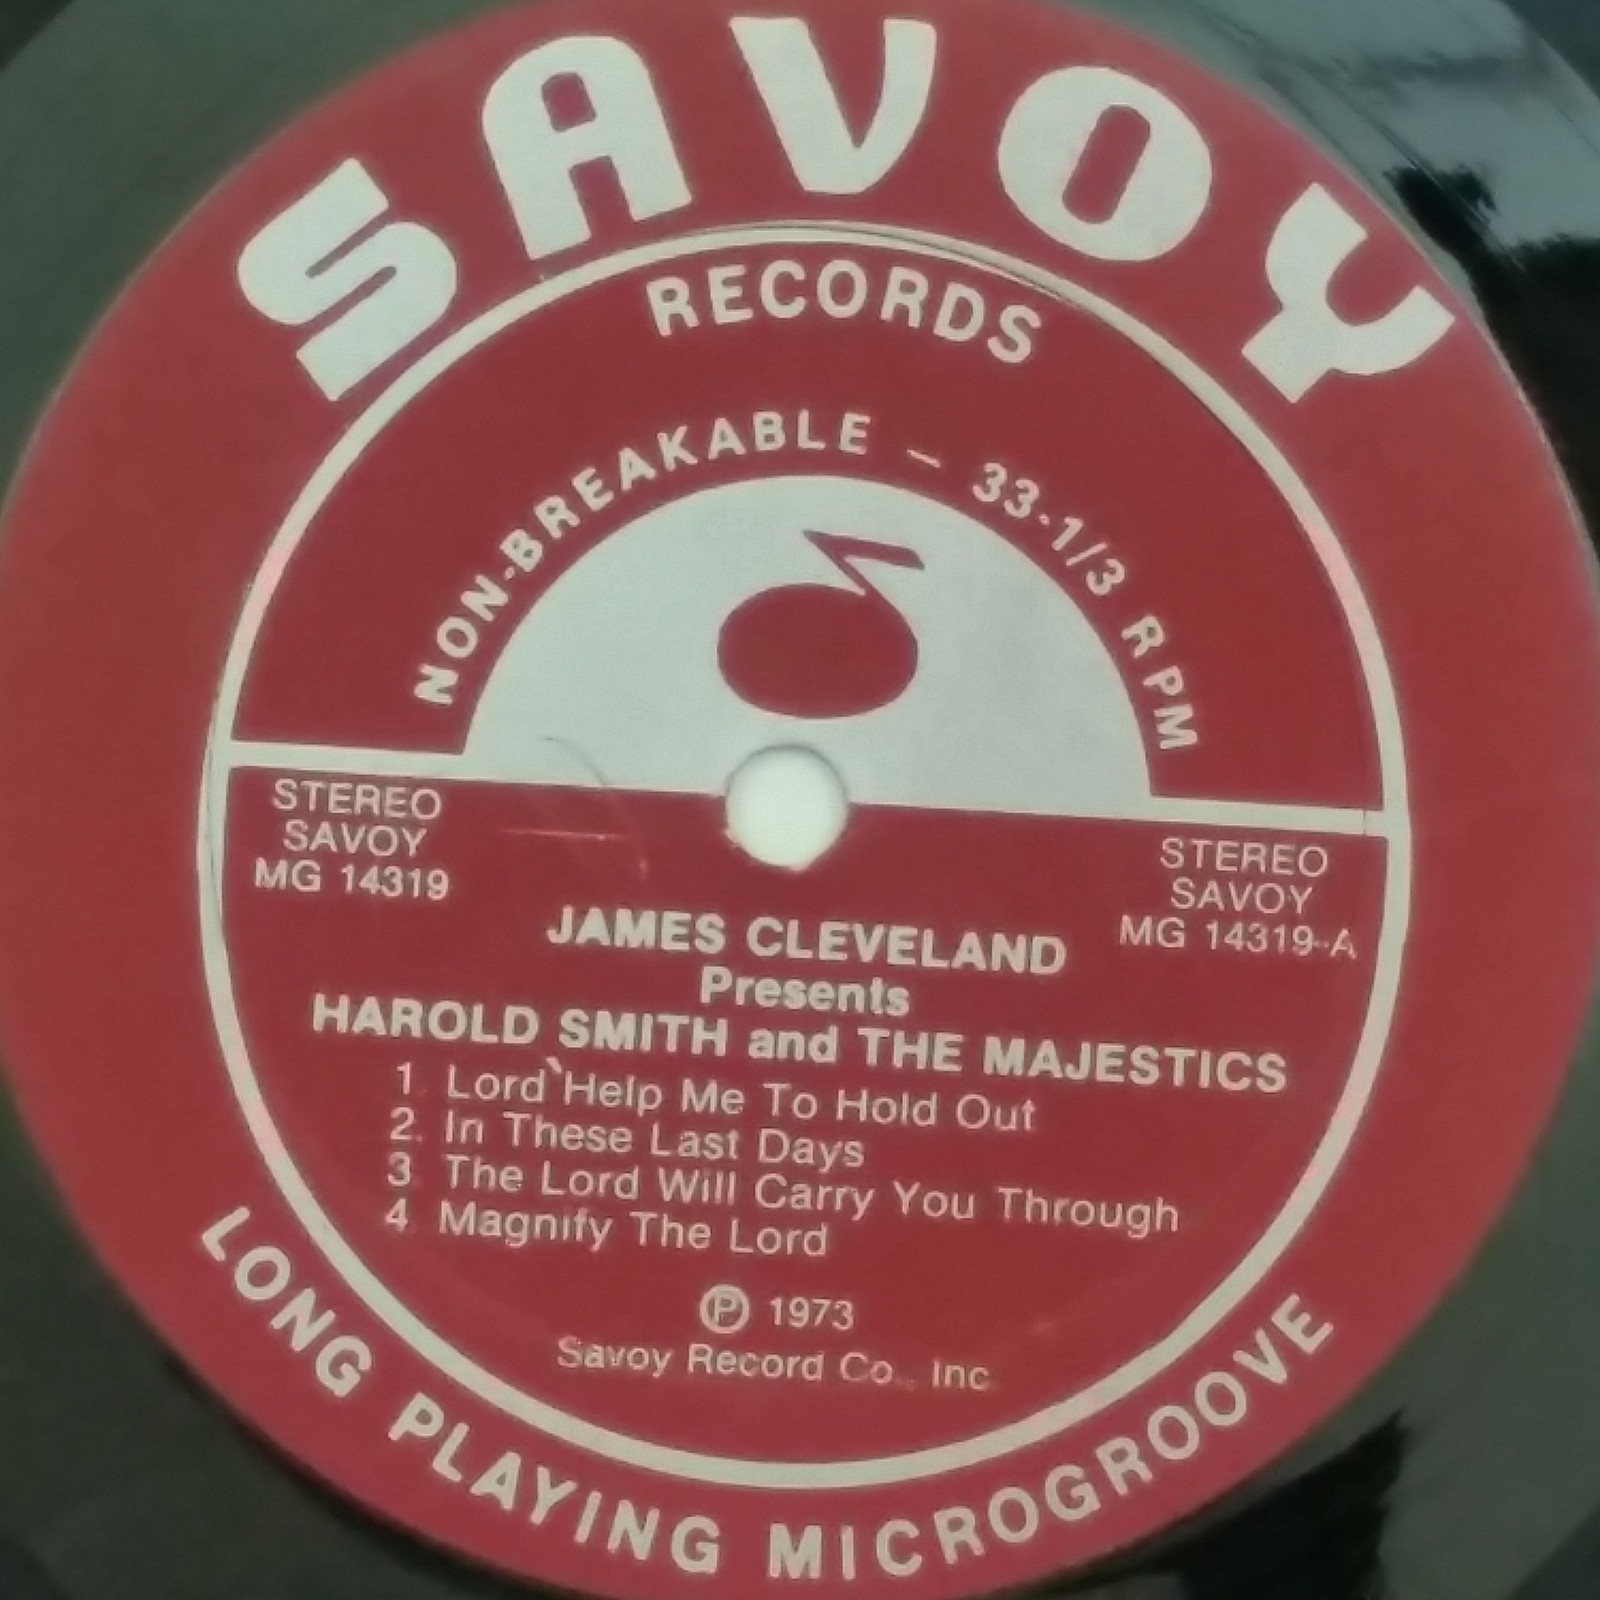 SAVOY
RECORDS
NON-BREAKABLE – 33-1/3 RPM
STEREO
SAVOY
MG 14319
STEREO
SAVOY
MG 14319-A
JAMES CLEVELAND
Presents
HAROLD SMITH and THE MAJESTICS
1. Lord`Help Me To Hold Out
2. In These Last Days
3 The Lord Will Carry You Through
4 Magnify The Lord
℗ 1973
Savoy Record Co., Inc
LONG PLAYING MICROGROOVE